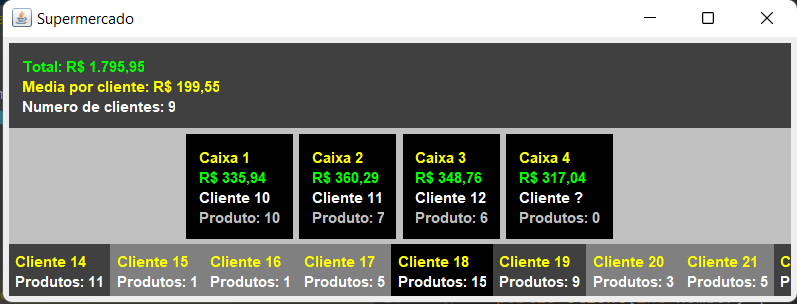 Supermercado
Total: R$ 1.795,95
Media por cliente: R$ 199,55
Numero de clientes: 9
Caixa 1
R$ 335,94
Cliente 10
Produto: 10
Caixa 2
R$ 360,29
Cliente 11
Produto: 7
Caixa 3
R$ 348,76
Cliente 12
Produto: 6
Caixa 4
R$ 317,04
Cliente ?
Produtos: 0
Cliente 14
Produtos: 11
Cliente 15
Produtos: 1
Cliente 16
Produtos: 1
Cliente 17
Produtos: 5
Cliente 18
Produtos: 15
Cliente 19
Produtos: 9
Cliente 20
Produtos: 3
Cliente 21
Produtos: 5